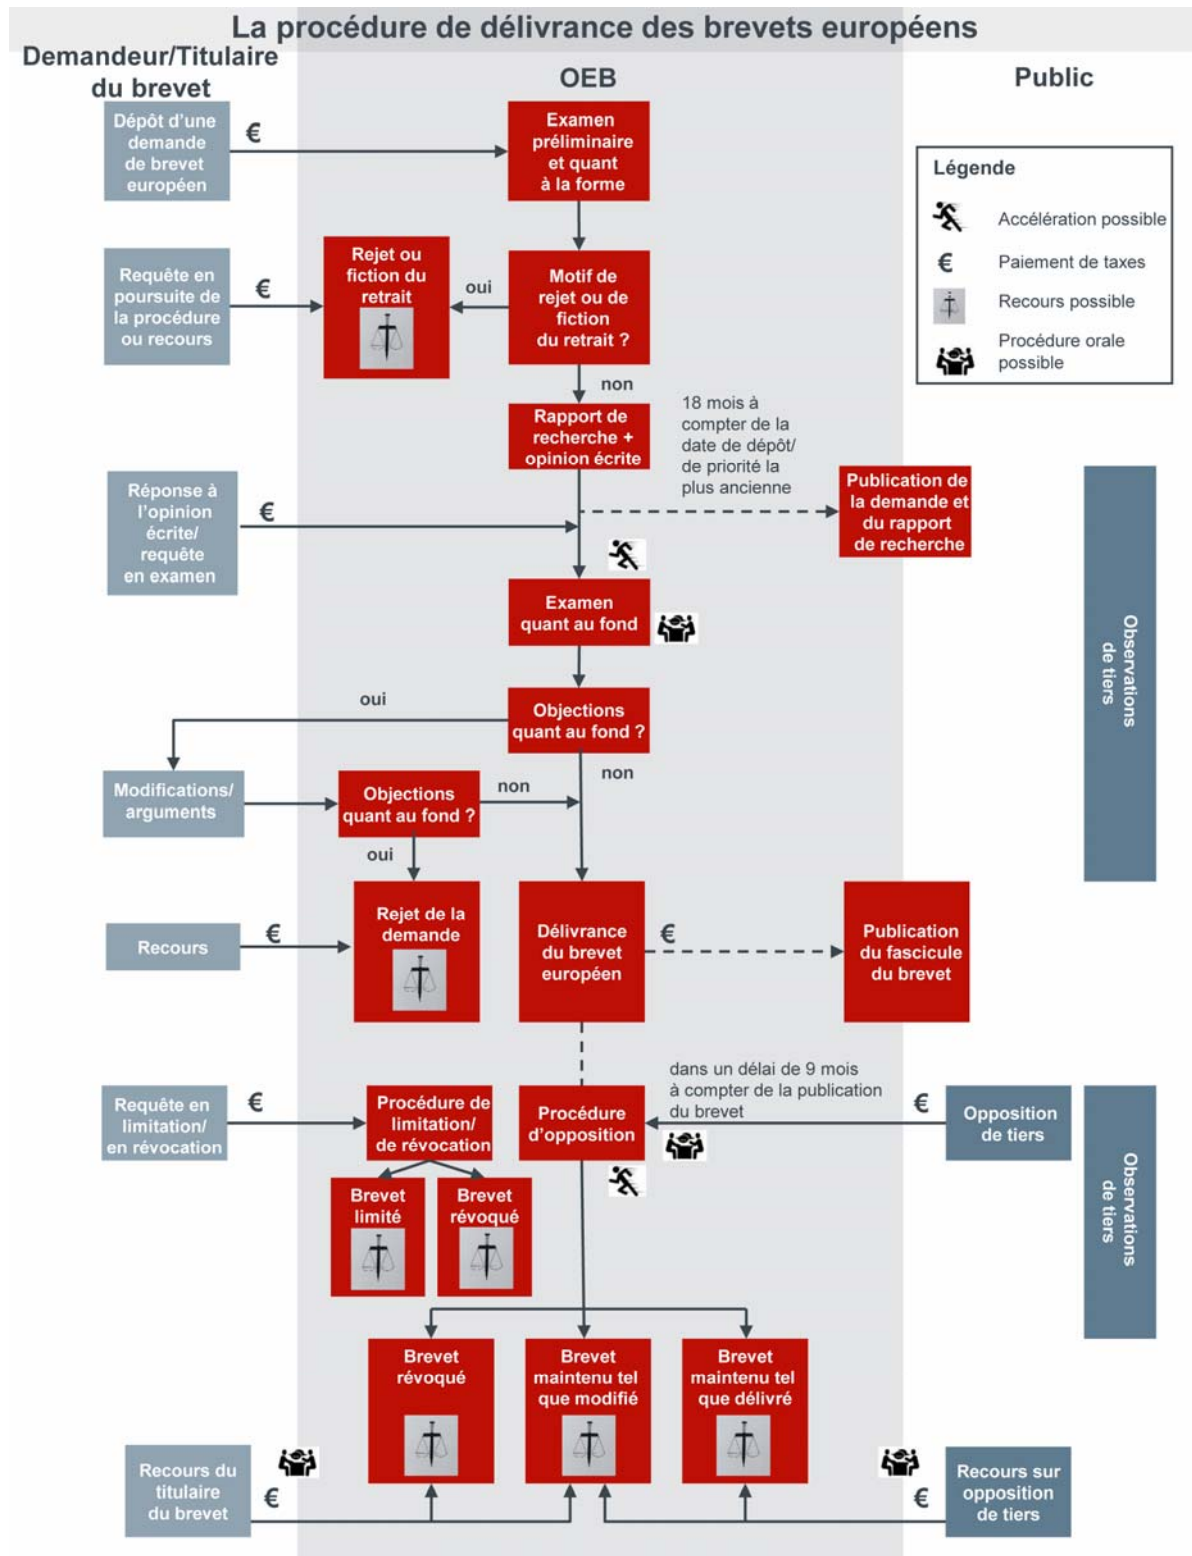 La procédure de délivrance des brevets européens
Demandeur/Titulaire
du brevet
OEB
Public
Dépôt d'une
demande
de brevet
européen
€
Examen
préliminaire
et quant
à la forme
Légende
Accélération possible
€
Paiement de taxes
Recours possible
Procédure orale
possible
Requête en
poursuite de
la procédure
ou recours
€
Rejet ou
fiction du
retrait
oui
Motif de
rejet ou de
fiction
du retrait ?
non
Rapport de
recherche +
opinion écrite
18 mois à
compter de la
date de dépôt/
de priorité la
plus ancienne
Publication de
la demande et
du rapport
de recherche
Réponse à
l'opinion
écrite/
requête
en examen
€
Examen
quant au fond
Observations
de tiers
oui
Objections
quant au fond ?
non
Modifications/
arguments
Objections
quant au fond ?
non
oui
Recours
€
Rejet de la
demande
Délivrance
du brevet
européen
€
Publication
du fascicule
du brevet
Requête en
limitation/
en révocation
€
Procédure de
limitation/
de révocation
Procédure
d'opposition
dans un délai de 9 mois
à compter de la publication
du brevet
€
Opposition
de tiers
Observations
de tiers
Brevet
limité
Brevet
révoqué
Brevet
révoqué
Brevet
maintenu tel
que modifié
Brevet
maintenu tel
que délivré
Recours du
titulaire
du brevet
€
€
Recours sur
opposition
de tiers